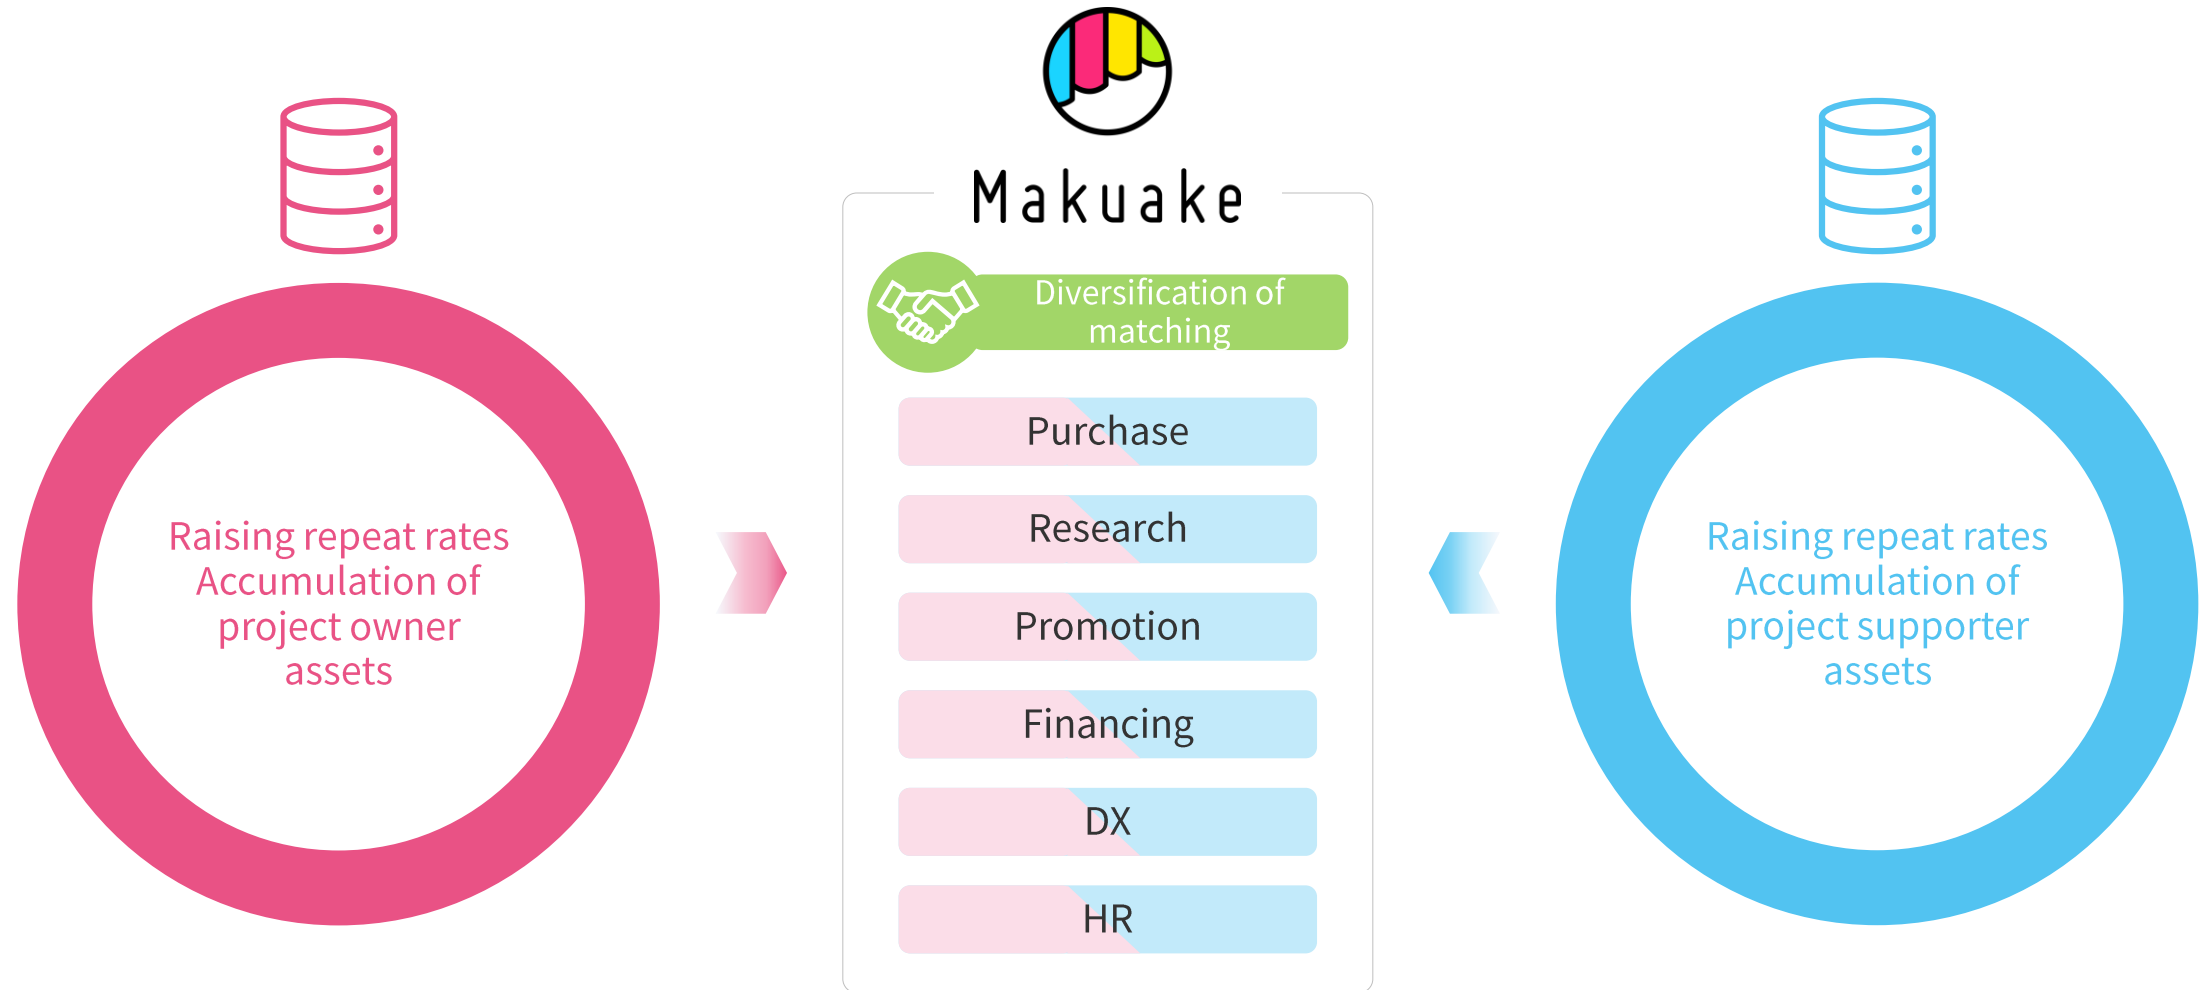 Makuake
Diversification of
matching
Raising repeat rates
Accumulation of
project owner
assets
Purchase
Research
Promotion
Financing
DX
HR
Raising repeat rates
Accumulation of
project supporter
assets